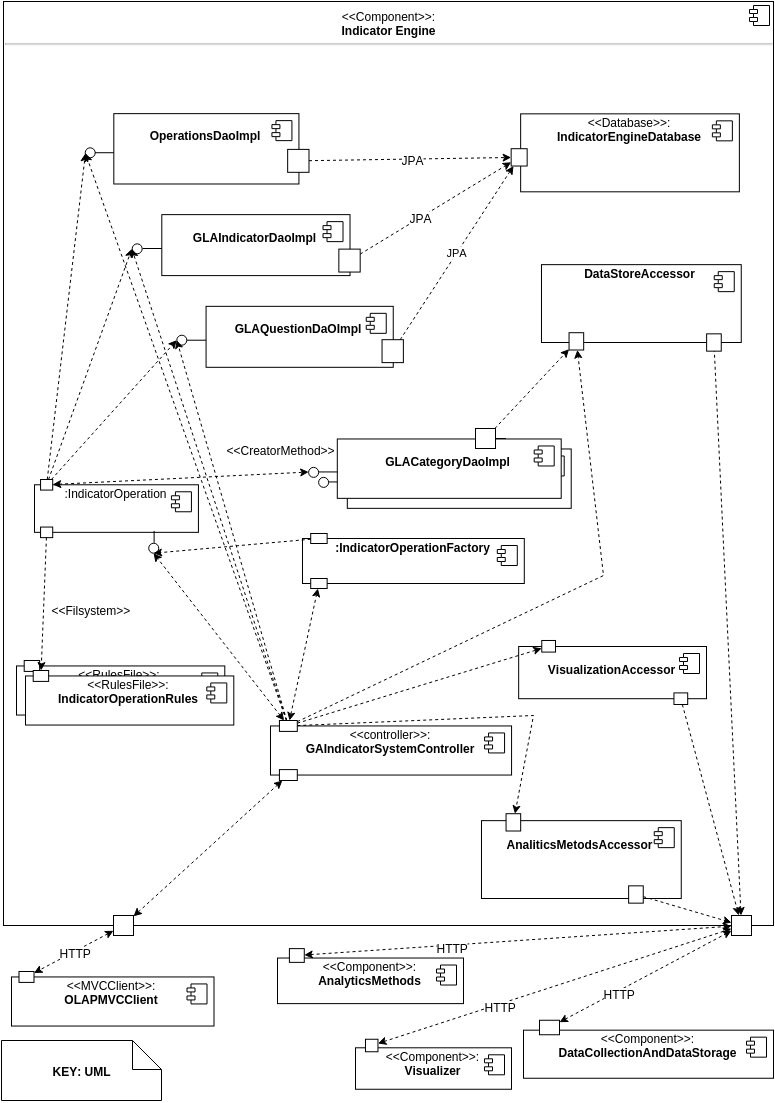 <<Component>>:
Indicator Engine
OperationsDaoImpl
<<Database>>:
IndicatorEngineDatabase
JPA
GLAIndicatorDaoImpl
JPA
JPA
DataStoreAccessor
GLAQuestionDaOImpl
<<CreatorMethod>>
GLACategoryDaoImpl
:IndicatorOperation
:IndicatorOperationFactory
<<Filsystem>>
<<RulesFile>>:
<<RulesFile>>:
IndicatorOperationRules
VisualizationAccessor
<<controller>>:
GAIndicatorSystemController
AnaliticsMetodsAccessor
HTTP
HTTP
<<MVCClient>>:
OLAPMVCClient
<<Component>>:
AnalyticsMethods
HTTP
HTTP
<<Component>>:
Visualizer
<<Component>>:
DataCollectionAndDataStorage
KEY: UML